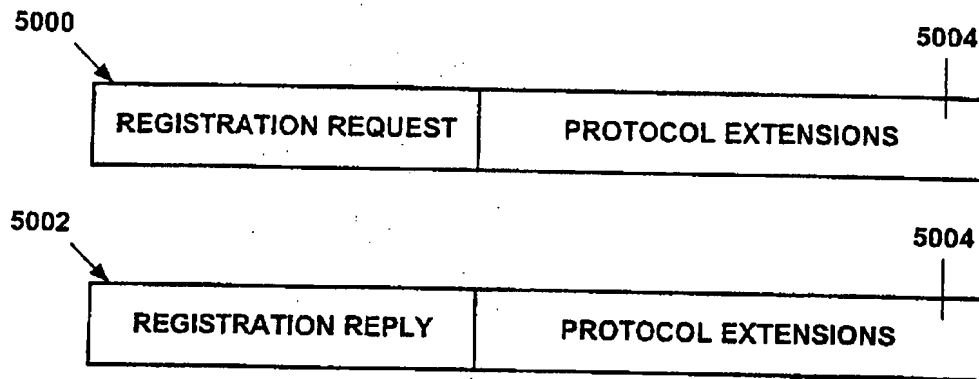 5000
5004
REGISTRATION REQUEST PROTOCOL EXTENSIONS
5002
5004
REGISTRATION REPLY PROTOCOL EXTENSIONS